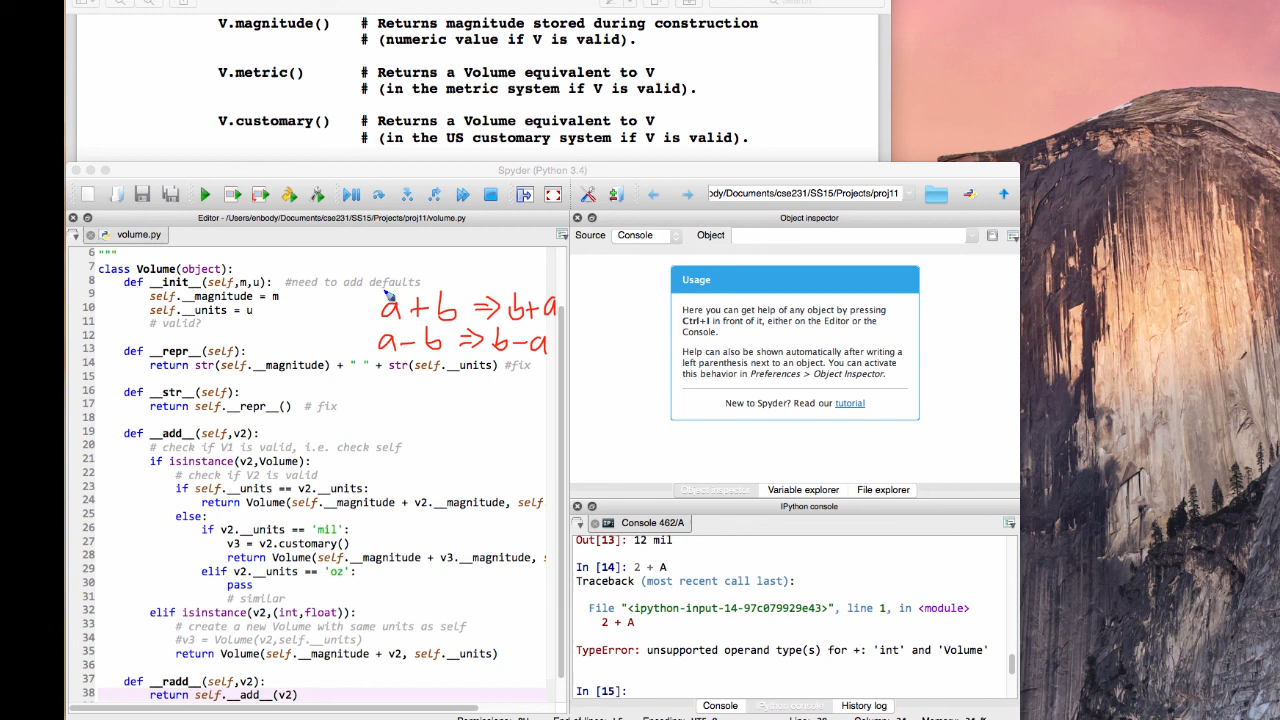 V.magnitude() # Returns magnitude stored during construction
# (numeric value if V is valid).
V.metric() # Returns a Volume equivalent to V
# (in the metric system if V is valid).
V.customary() # Returns a Volume equivalent to V
# (in the US customary system if V is valid).
Spyder (Python 3.4)
ody/Documents/cse231/SS15/Projects/proj11
Editor - /Users/enbody/Documents/cse231/SS15/Projects/proj11/volume.py
volume.py
6 """
7 class Volume(object):
8 def __init__(self,m,u): #need to add defaults
9 self.__magnitude = m
10 self.__units = u
11 # valid?
12
13 def __repr__(self):
14 return str(self.__magnitude) + " " + str(self.__units) #fix
15
16 def __str__(self):
17 return self.__repr__() # fix
18
19 def __add__(self,v2):
20 # check if V1 is valid, i.e. check self
21 if isinstance(v2,Volume):
22 # check if V2 is valid
23 if self.__units == v2.__units:
24 return Volume(self.__magnitude + v2.__magnitude, self
25 else:
26 if v2.__units == 'mil':
27 v3 = v2.customary()
28 return Volume(self.__magnitude + v3.__magnitude, s
29 elif v2.__units == 'oz':
30 pass
31 # similar
32 elif isinstance(v2,(int,float)):
33 # create a new Volume with same units as self
34 #v3 = Volume(v2,self.__units)
35 return Volume(self.__magnitude + v2, self.__units)
36
37 def __radd__(self,v2):
38 return self.__add__(v2)
a + b => b+a
a - b => b-a
Object inspector
Source Console Object
Usage
Here you can get help of any object by pressing
Ctrl+I in front of it, either on the Editor or the
Console.
Help can also be shown automatically after writing
a left parenthesis next to an object. You can activate
this behavior in Preferences > Object Inspector.
New to Spyder? Read our tutorial
Object inspector Variable explorer File explorer
IPython console
Console 462/A
Out[13]: 12 mil
In [14]: 2 + A
Traceback (most recent call last):
File "<ipython-input-14-97c079929e43>", line 1, in <module>
2 + A
TypeError: unsupported operand type(s) for +: 'int' and 'Volume'
In [15]:
Console IPython console History log